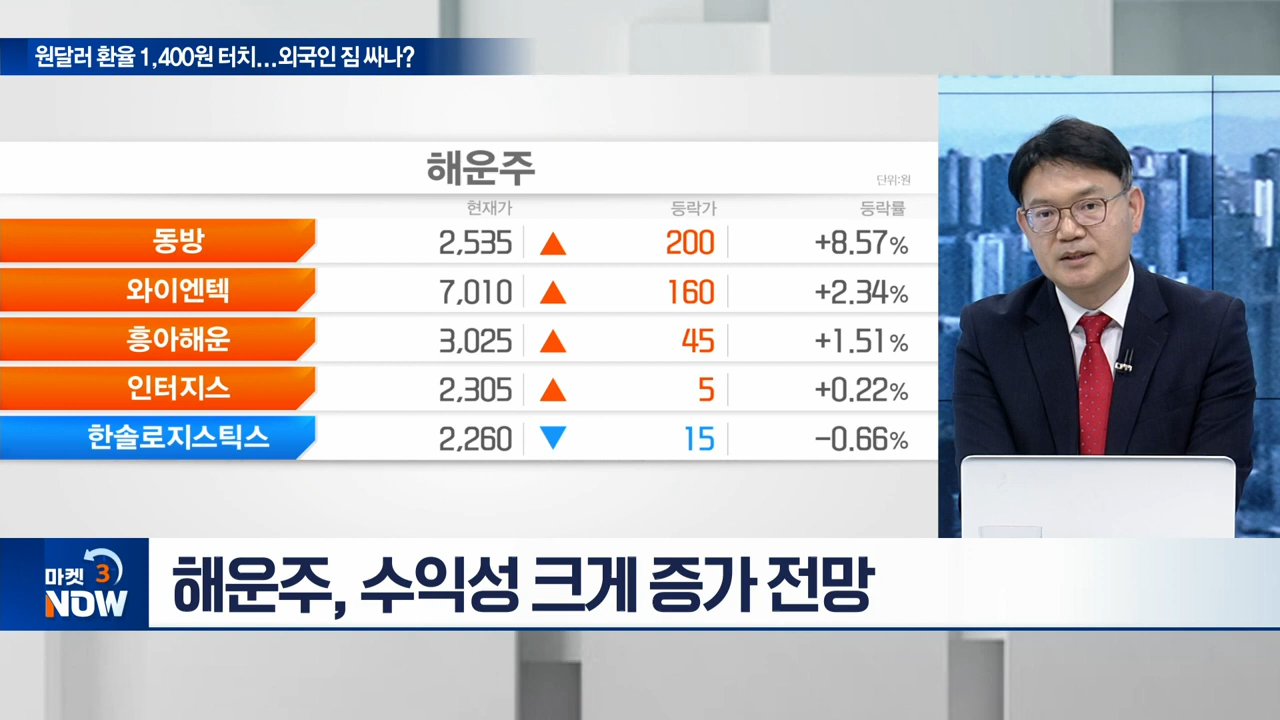 원달러 환율 1,400원 터치...외국인 짐 싸나?
해운주
단위:원
현재가 등락가 등락률
동방 2,535 ▲ 200 +8.57%
와이엔텍 7,010 ▲ 160 +2.34%
흥아해운 3,025 ▲ 45 +1.51%
인터지스 2,305 ▲ 5 +0.22%
한솔로지스틱스 2,260 ▼ 15 -0.66%
마켓 3
NOW
해운주, 수익성 크게 증가 전망